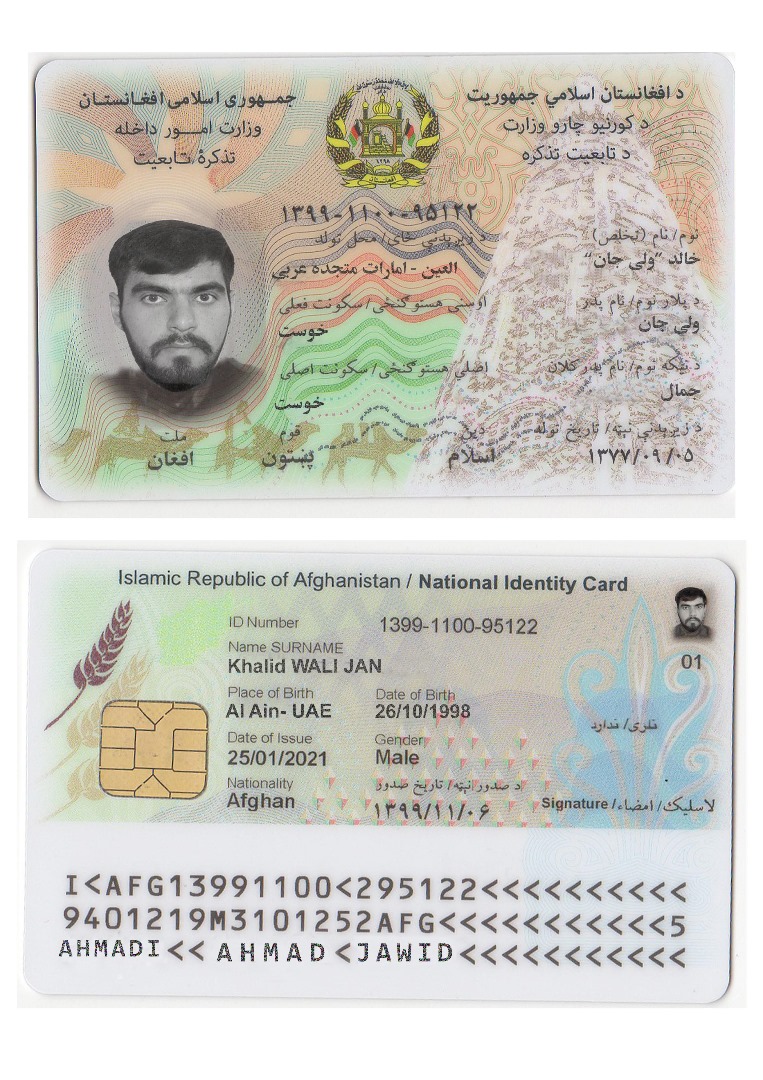 جمهوری اسلامی افغانستان
وزارت امور داخله
تذکرهٔ تابعیت
د افغانستان اسلامي جمهوریت
د کورنیو چارو وزارت
د تابعیت تذکره
۱۳۹۹-۱۱۰۰-۹۵۱۲۲
نوم/ نام (تخلص)
خالد "ولی جان"
د زیږیدنې ځای/ محل تولد
العین - امارات متحده عربی
د پلار نوم/ نام پدر
ولی جان
اوسنی هستوګنځی/ سکونت فعلی
خوست
د نیکه نوم/ نام پدر کلان
جمال
اصلي هستوګنځی/ سکونت اصلی
خوست
د زیږیدنې نېټه/ تاریخ تولد
۱۳۷۷/۰۹/۰۵
دین
اسلام
قوم
پښتون
ملت
افغان
Islamic Republic of Afghanistan / National Identity Card
ID Number 1399-1100-95122
Name SURNAME
Khalid WALI JAN
01
Place of Birth Date of Birth
Al Ain- UAE 26/10/1998
نلري/ ندارد
Date of Issue Gender
25/01/2021 Male
Nationality د صدور نېټه/ تاریخ صدور
Afghan ۱۳۹۹/۱۱/۰۶
Signature / لاسلیک/ امضاء
I<AFG13991100<295122<<<<<<<<<<
9401219M3101252AFG<<<<<<<<<<<5
AHMADI<< AHMAD <JAWID<<<<<<<<<<<